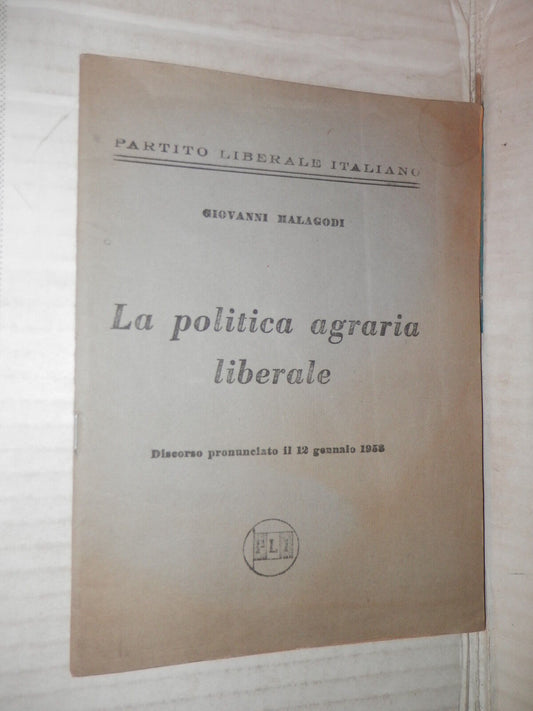 PARTITO LIBERALE ITALIANO
GIOVANNI MALAGODI
La politica agraria
liberale
Discorso pronunciato il 12 gennaio 1958
PLI